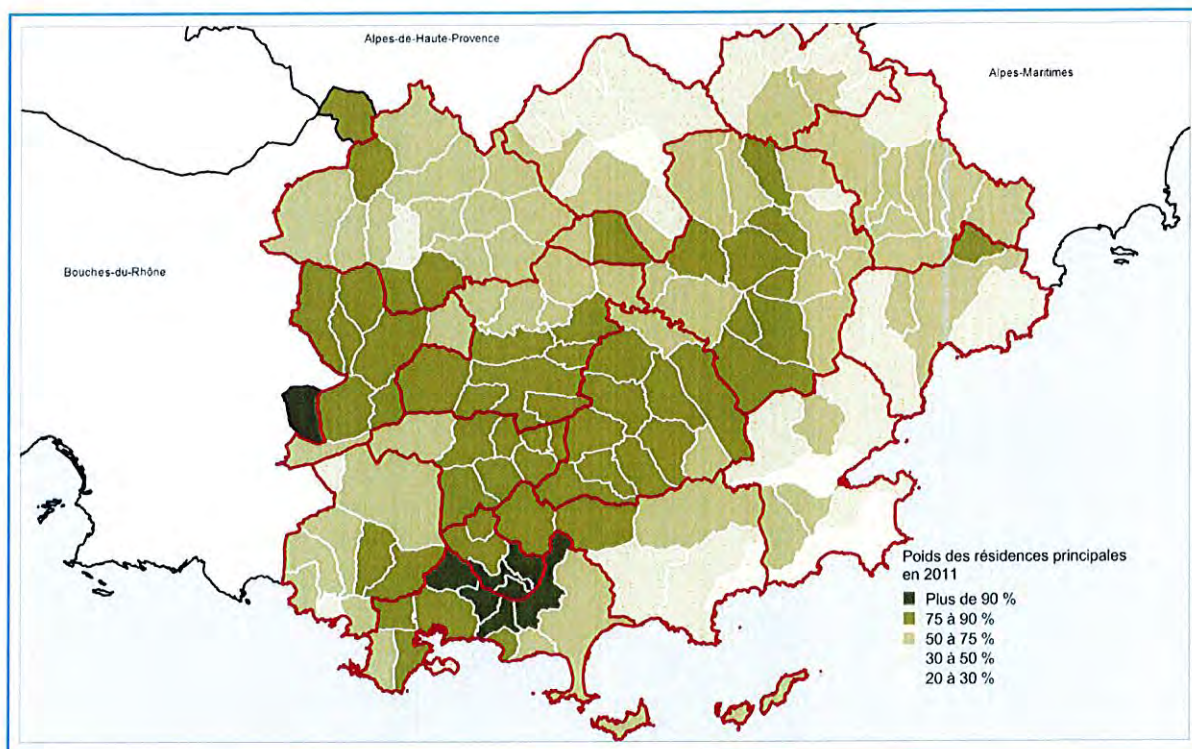 Alpes-de-Haute-Provence
Alpes-Maritimes
Bouches-du-Rhône
Poids des résidences principales
en 2011
Plus de 90 %
75 à 90 %
50 à 75 %
30 à 50 %
20 à 30 %